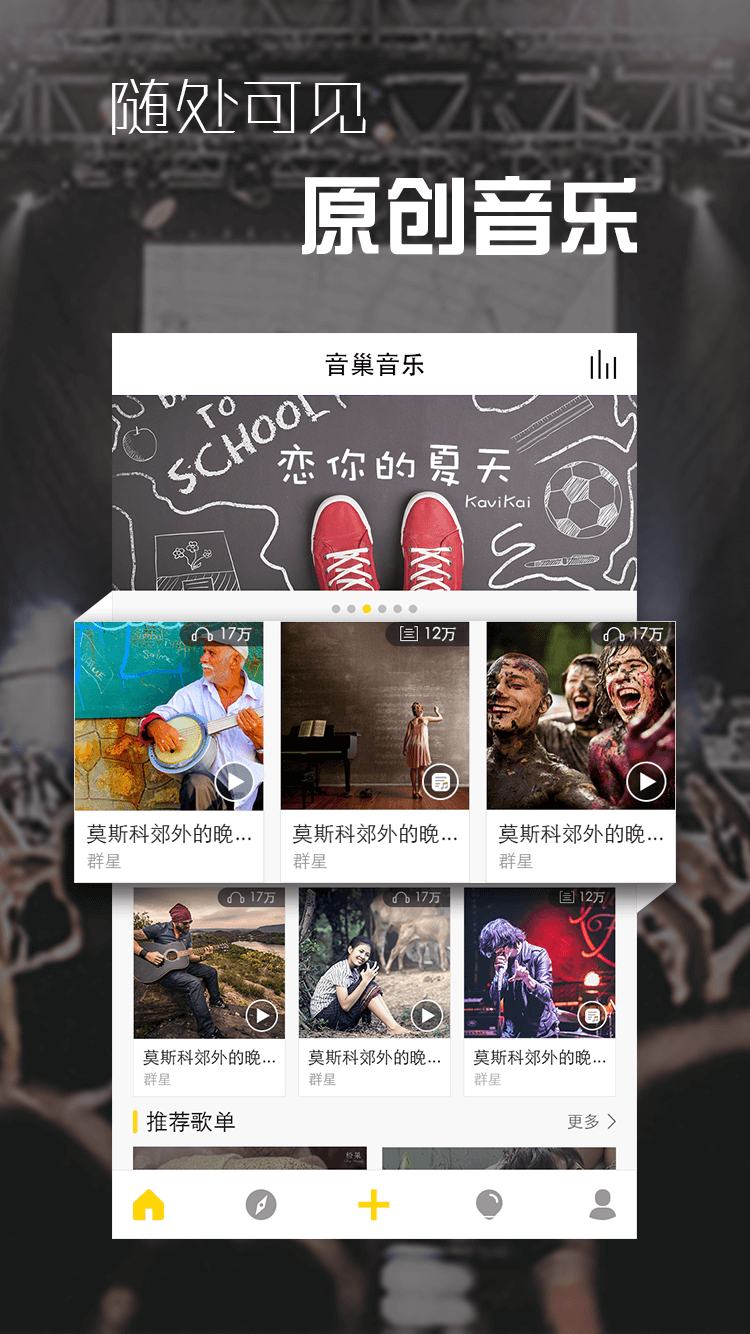 随处可见
原创音乐
音巢音乐
TO
SCHOOL
恋你的夏天
KaviKai
17万
12万
17万
莫斯科郊外的晚...
莫斯科郊外的晚...
莫斯科郊外的晚...
群星
群星
群星
17万
17万
12万
莫斯科郊外的晚...
莫斯科郊外的晚...
莫斯科郊外的晚...
群星
群星
群星
推荐歌单
更多